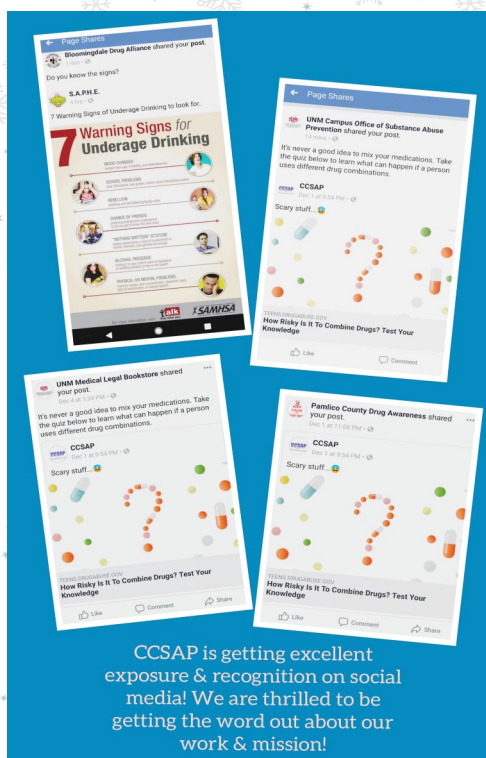 Page Shares
Bloomingdale Drug Alliance shared your post.
1 min
Do you know the signs?
S.A.P.H.E.
4 hrs
7 Warning Signs of Underage Drinking to look for.
7 Warning Signs for
Underage Drinking
MOOD CHANGES
SCHOOL PROBLEMS
REBELLION
CHANGE OF FRIENDS
"NOTHING MATTERS" ATTITUDE
ALCOHOL PRESENCE
PHYSICAL OR MENTAL PROBLEMS
talk
SAMHSA
Page Shares
UNM Campus Office of Substance Abuse
Prevention shared your post.
14 mins
It's never a good idea to mix your medications. Take
the quiz below to learn what can happen if a person
uses different drug combinations.
CCSAP
Scary stuff...
TEENS.DRUGABUSE.GOV
How Risky Is It To Combine Drugs? Test Your
Knowledge
Like
Comment
UNM Medical Legal Bookstore shared
your post.
Dec 4 at 1:34 PM
It's never a good idea to mix your medications. Take
the quiz below to learn what can happen if a person
uses different drug combinations.
CCSAP
Dec 1 at 9:54 PM
Scary stuff...
TEENS.DRUGABUSE.GOV
How Risky Is It To Combine Drugs? Test Your
Knowledge
Like
Comment
Share
Pamlico County Drug Awareness shared
your post.
Dec 1 at 11:06 PM
CCSAP
Dec 1 at 9:54 PM
Scary stuff...
TEENS.DRUGABUSE.GOV
How Risky Is It To Combine Drugs? Test Your
Knowledge
Like
Comment
Share
CCSAP is getting excellent
exposure & recognition on social
media! We are thrilled to be
getting the word out about our
work & mission!